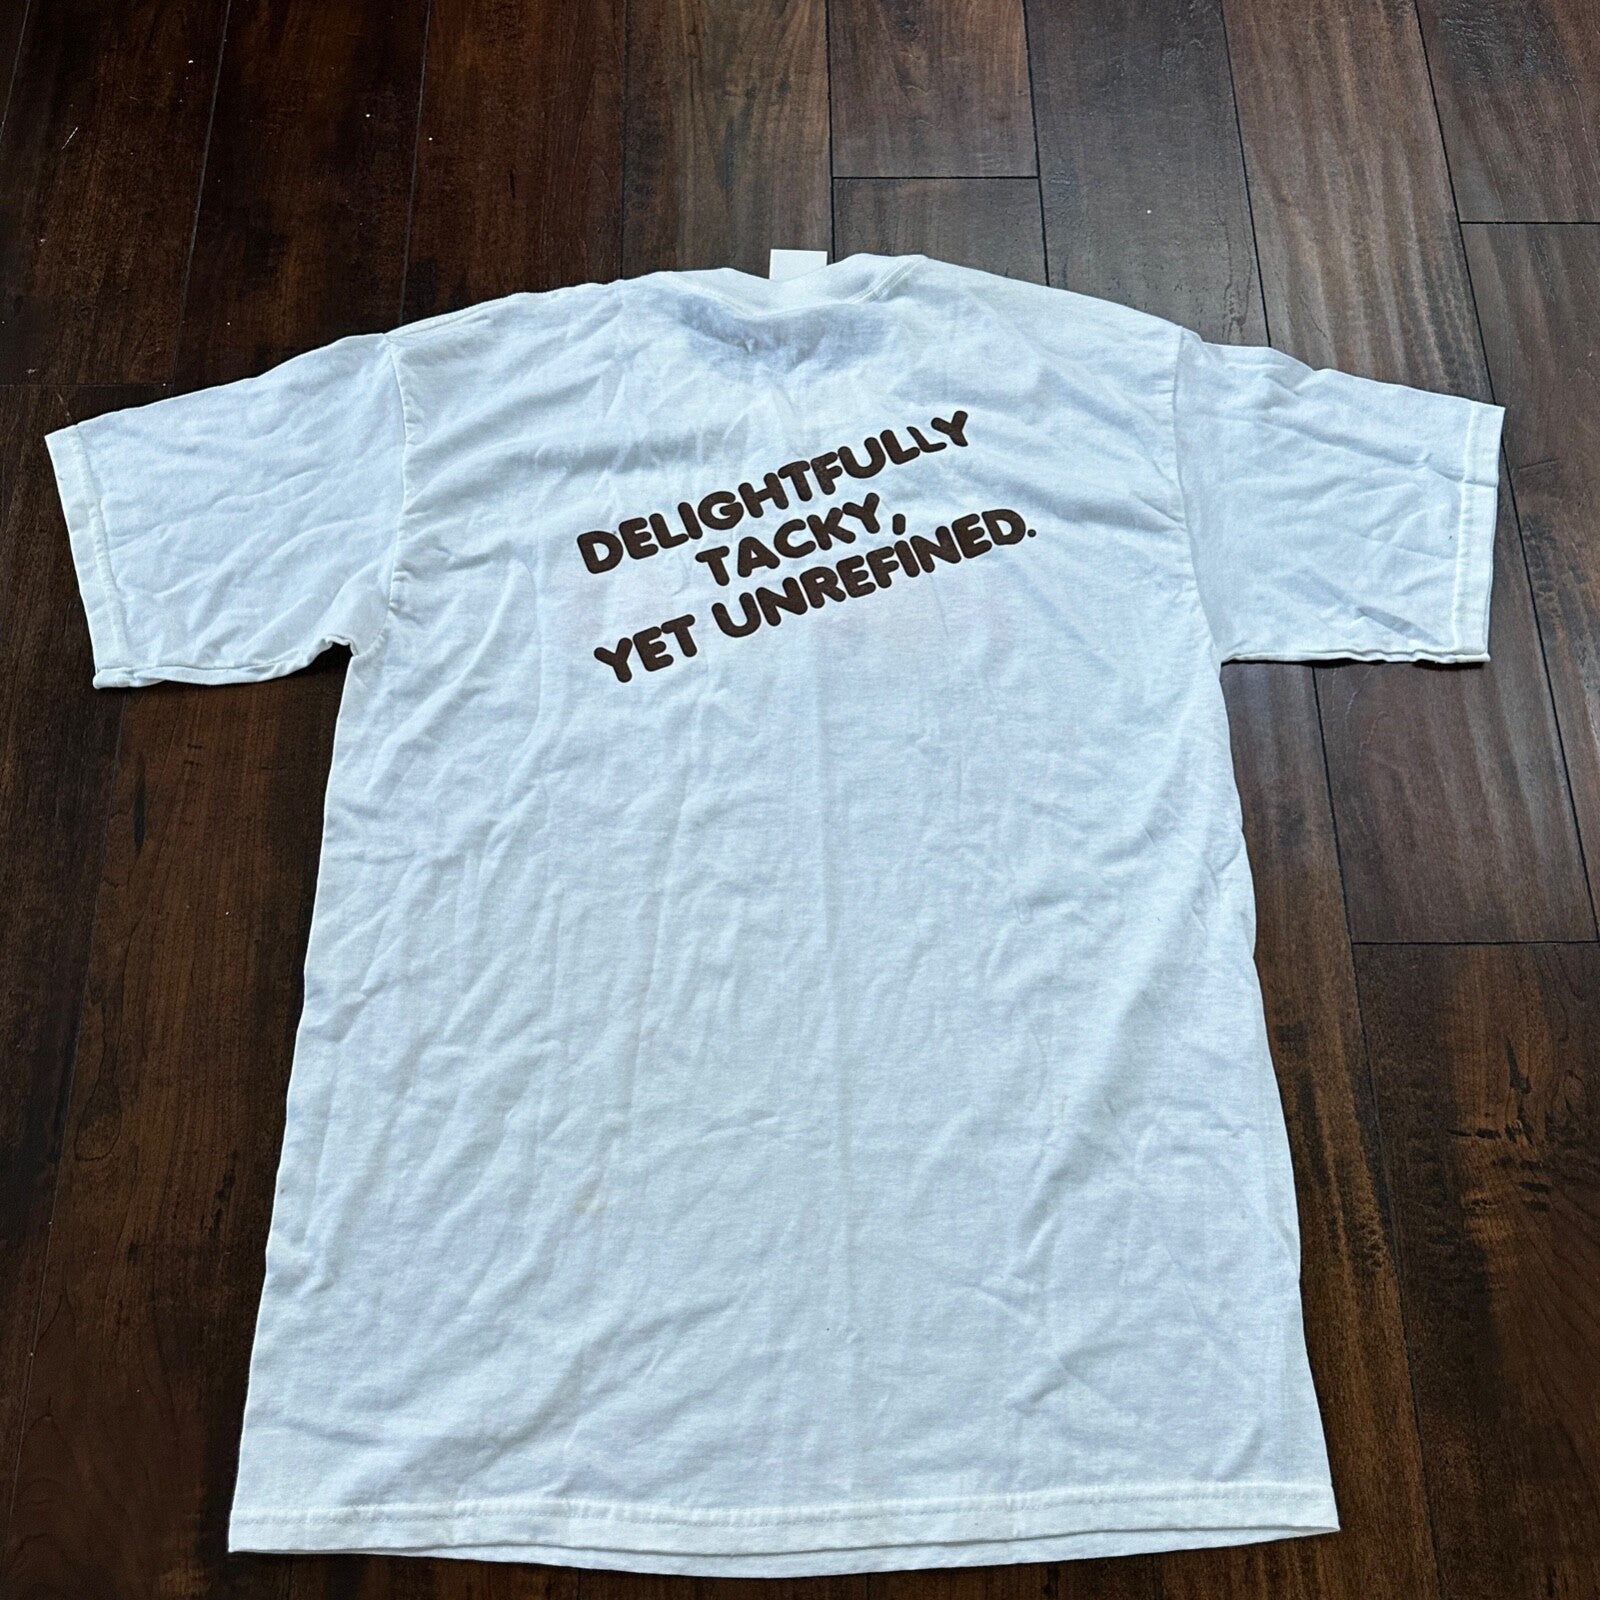 DELIGHTFULLY
TACKY,
YET UNREFINED.